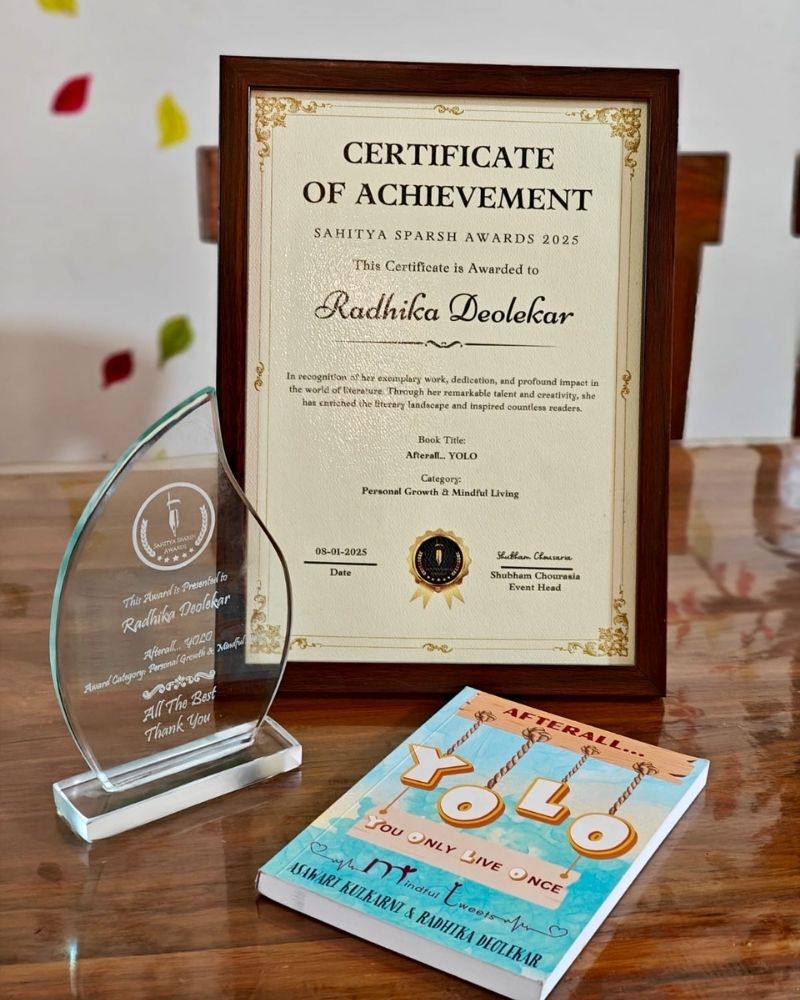 CERTIFICATE
OF ACHIEVEMENT
SAHITYA SPARSH AWARDS 2025
This Certificate is Awarded to
Radhika Deolekar
In recognition of her exemplary work, dedication, and profound impact in
the world of literature. Through her remarkable talent and creativity, she
has enriched the literary landscape and inspired countless readers.
Book Title:
Afterall... YOLO
Category:
Personal Growth & Mindful Living
08-01-2025
Date
Shubham Chourasia
Shubham Chourasia
Event Head
SAHITYA SPARSH
AWARDS
This Award is Presented to
Radhika Deolekar
Afterall... YOLO
Award Category: Personal Growth & Mindful
All The Best
Thank You
AFTERALL...
YOLO
YOU ONLY LIVE ONCE
Mindful Tweets
ASAWARI KULKARNI & RADHIKA DEOLEKAR